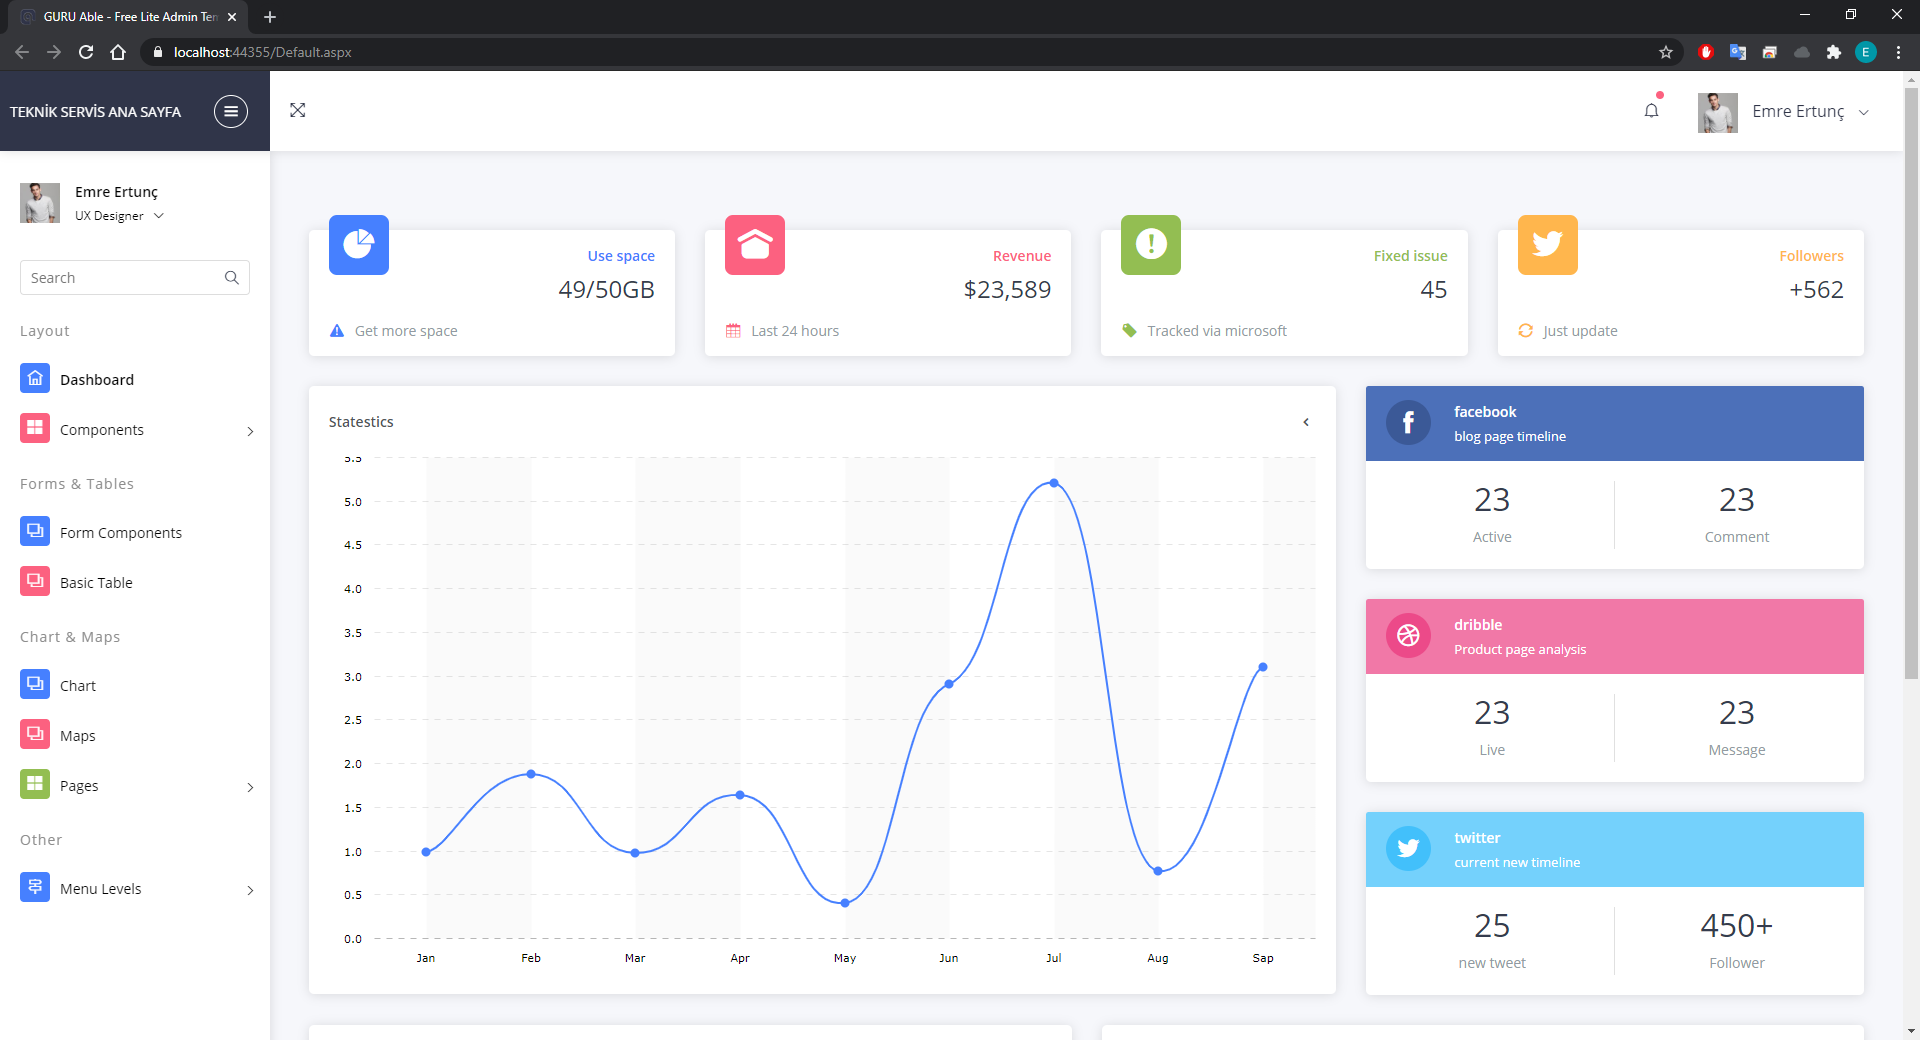 GURU Able - Free Lite Admin Ten
localhost:44355/Default.aspx
E
TEKNİK SERVİS ANA SAYFA
Emre Ertunç
Emre Ertunç
UX Designer
Search
Layout
Dashboard
Components
Forms & Tables
Form Components
Basic Table
Chart & Maps
Chart
Maps
Pages
Other
Menu Levels
Use space
49/50GB
Get more space
Revenue
$23,589
Last 24 hours
Fixed issue
45
Tracked via microsoft
Followers
+562
Just update
Statestics
5.5
5.0
4.5
4.0
3.5
3.0
2.5
2.0
1.5
1.0
0.5
0.0
Jan Feb Mar Apr May Jun Jul Aug Sap
facebook
blog page timeline
23 23
Active Comment
dribble
Product page analysis
23 23
Live Message
twitter
current new timeline
25 450+
new tweet Follower